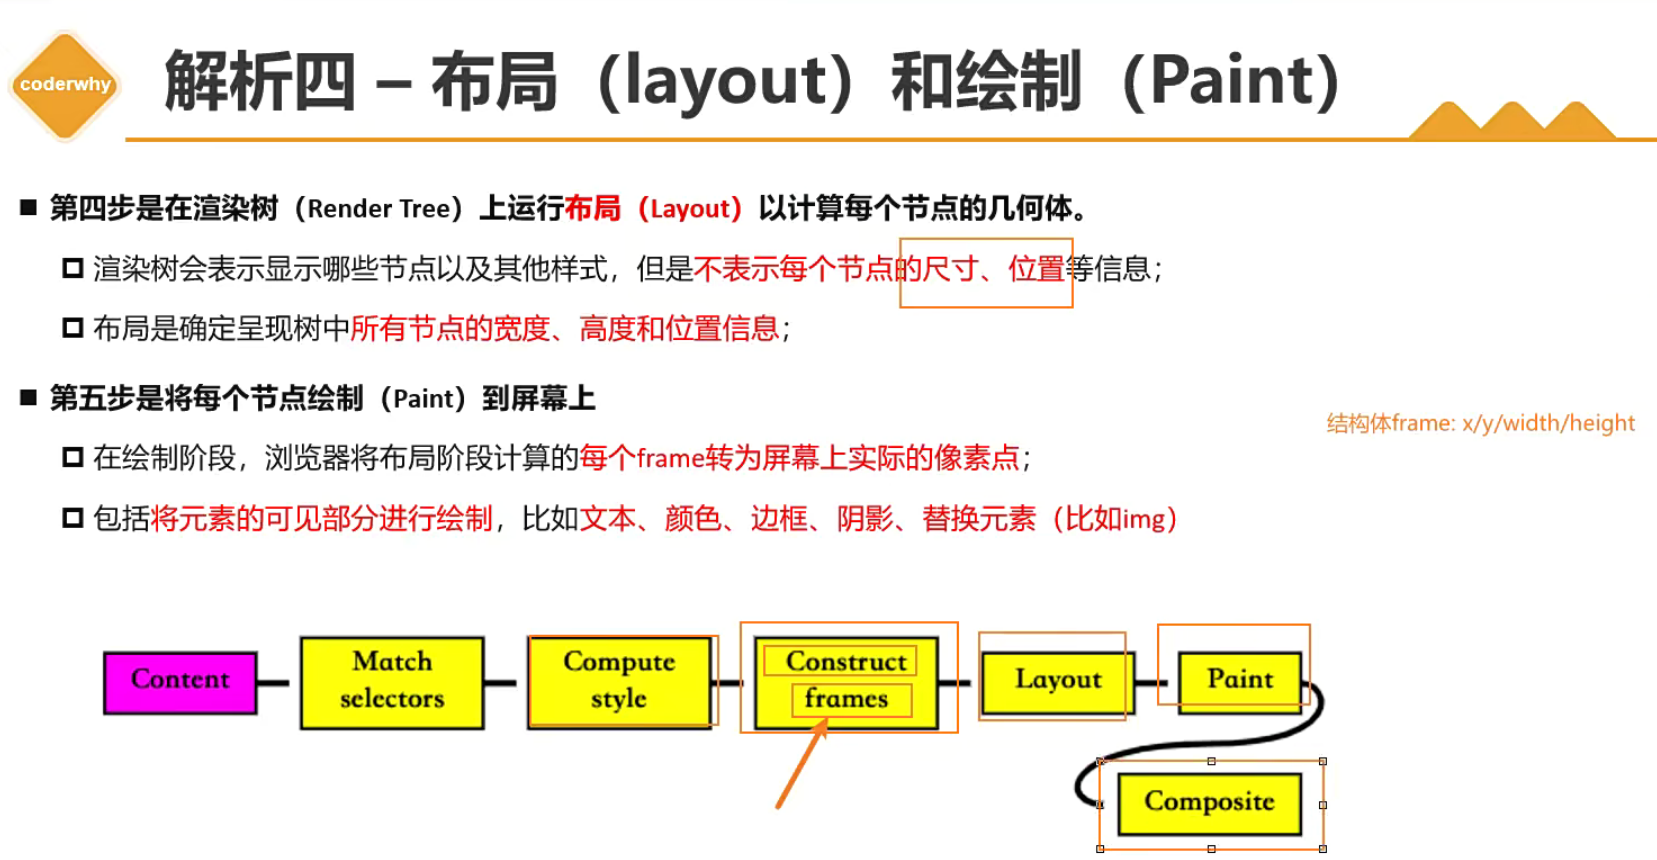 coderwhy
解析四 – 布局（layout）和绘制（Paint）
第四步是在渲染树（Render Tree）上运行布局（Layout）以计算每个节点的几何体。
渲染树会表示显示哪些节点以及其他样式，但是不表示每个节点的尺寸、位置等信息；
布局是确定呈现树中所有节点的宽度、高度和位置信息；
第五步是将每个节点绘制（Paint）到屏幕上
结构体frame: x/y/width/height
在绘制阶段，浏览器将布局阶段计算的每个frame转为屏幕上实际的像素点；
包括将元素的可见部分进行绘制，比如文本、颜色、边框、阴影、替换元素（比如img）
Content
Match
selectors
Compute
style
Construct
frames
Layout
Paint
Composite